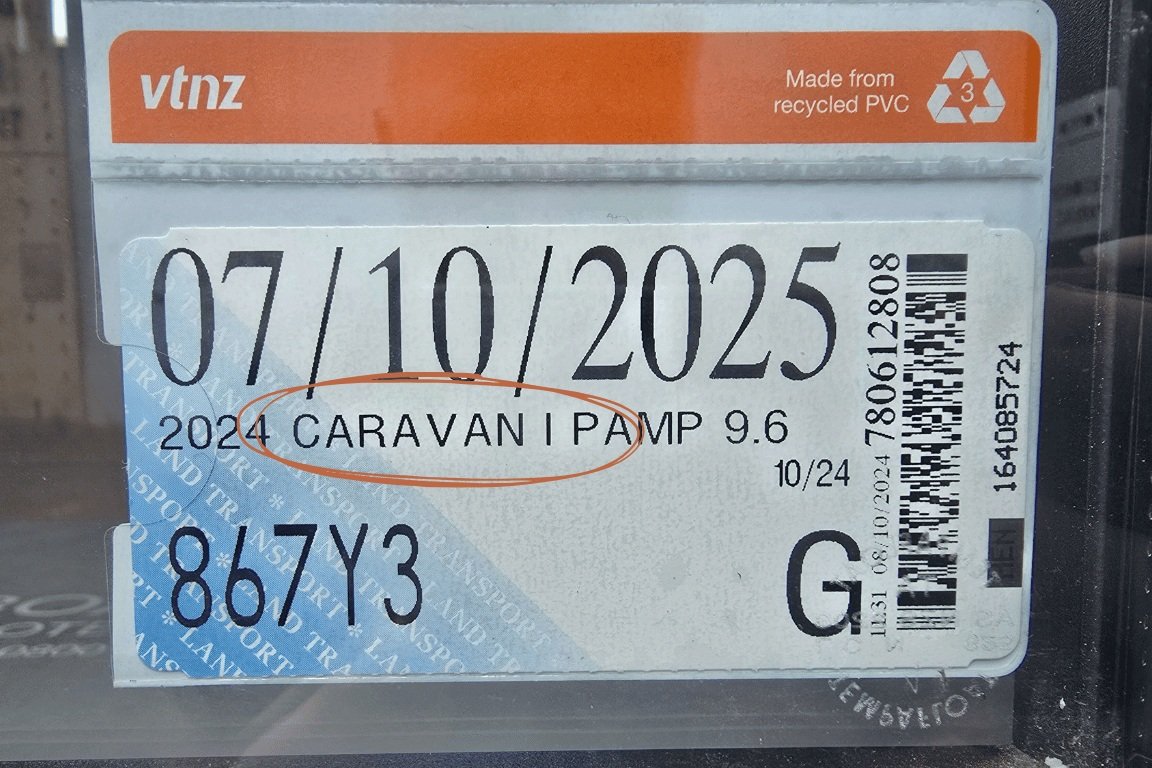 vtnz
Made from
recycled PVC
3
07/10/2025
2024 CARAVAN I PAMP 9.6
10/24
867Y3
G
11:31 08/10/2024 780612808
164085724